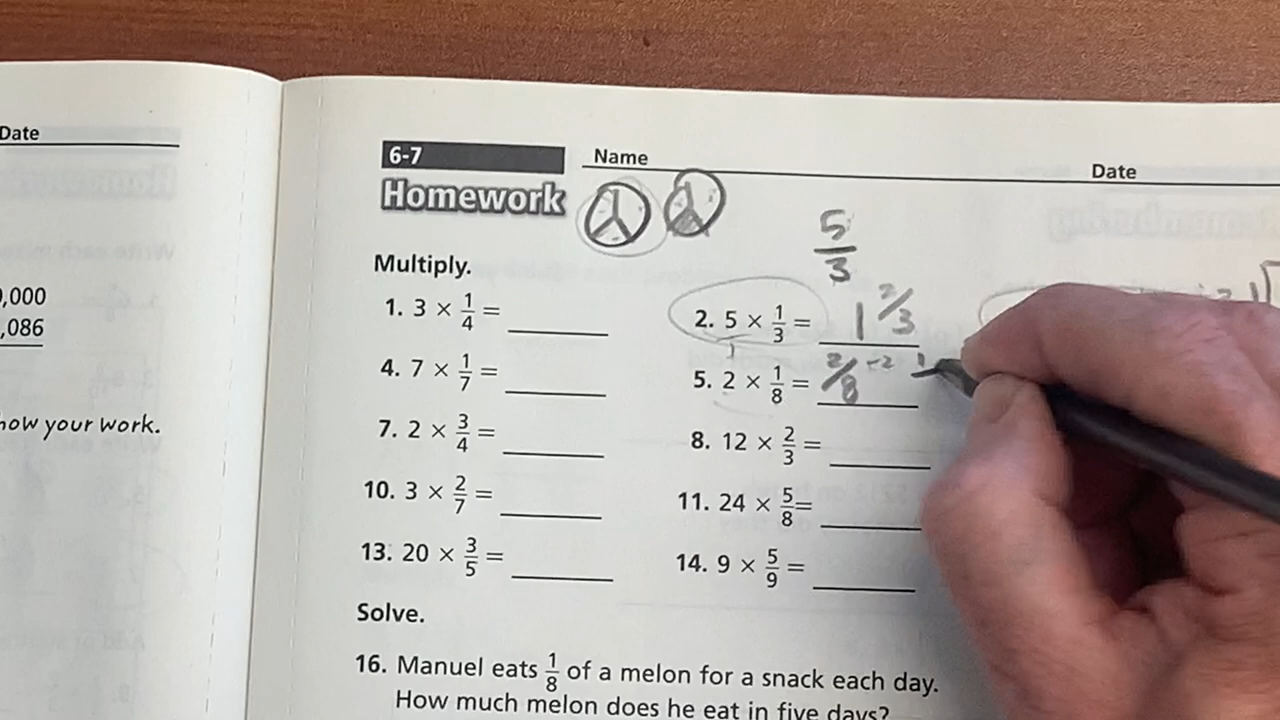 Date
0,000
,086
how your work.
6-7
Name
Date
Homework
5/3
Multiply.
1. 3 × 1/4 =
2. 5 × 1/3 = 1 2/3
4. 7 × 1/7 =
5. 2 × 1/8 = 2/8 ÷2 1
7. 2 × 3/4 =
8. 12 × 2/3 =
10. 3 × 2/7 =
11. 24 × 5/8=
13. 20 × 3/5 =
14. 9 × 5/9 =
Solve.
16. Manuel eats 1/8 of a melon for a snack each day.
How much melon does he eat in five days?